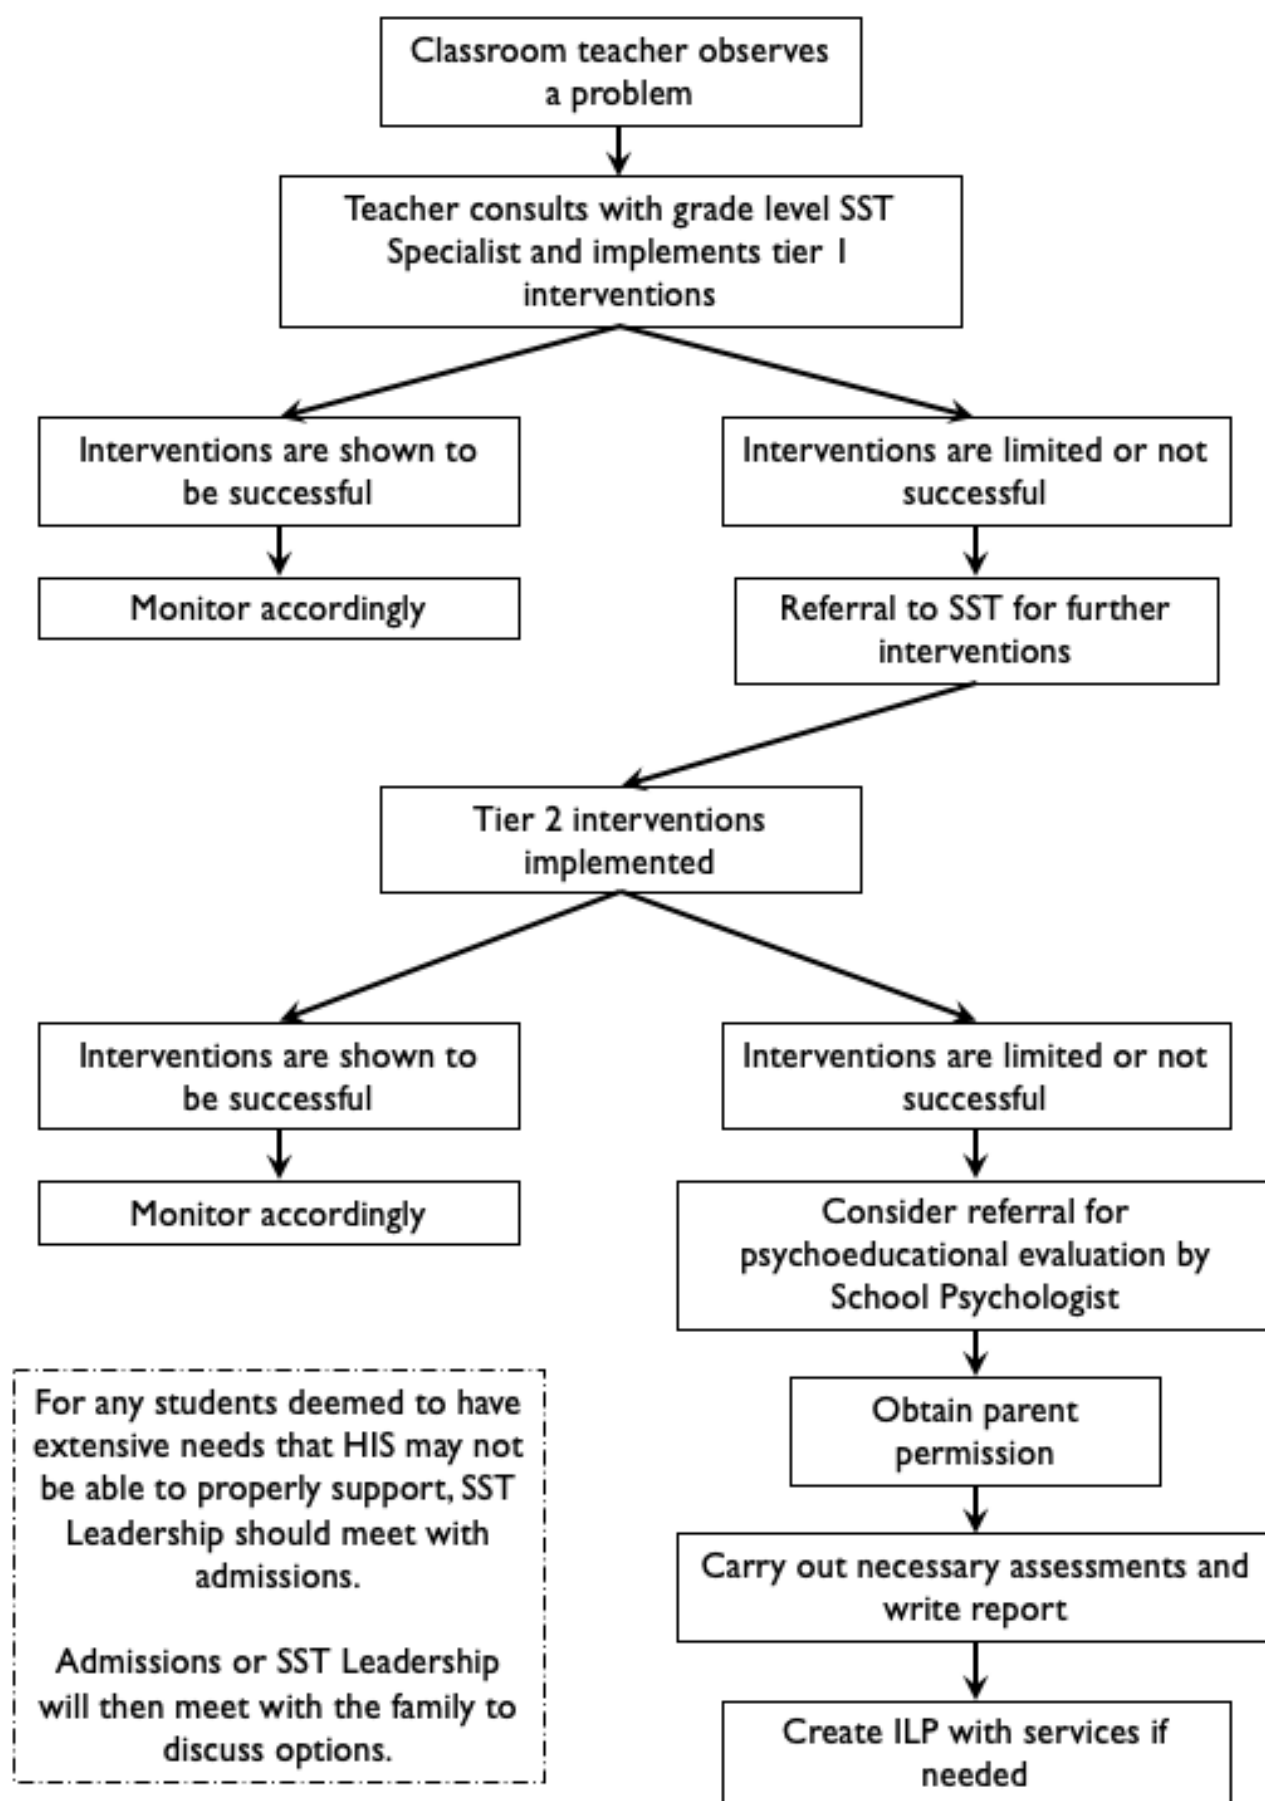 Classroom teacher observes
a problem
Teacher consults with grade level SST
Specialist and implements tier 1
interventions
Interventions are shown to
be successful
Interventions are limited or not
successful
Monitor accordingly
Referral to SST for further
interventions
Tier 2 interventions
implemented
Interventions are shown to
be successful
Interventions are limited or not
successful
Monitor accordingly
Consider referral for
psychoeducational evaluation by
School Psychologist
Obtain parent
permission
Carry out necessary assessments and
write report
Create ILP with services if
needed
For any students deemed to have
extensive needs that HIS may not
be able to properly support, SST
Leadership should meet with
admissions.
Admissions or SST Leadership
will then meet with the family to
discuss options.